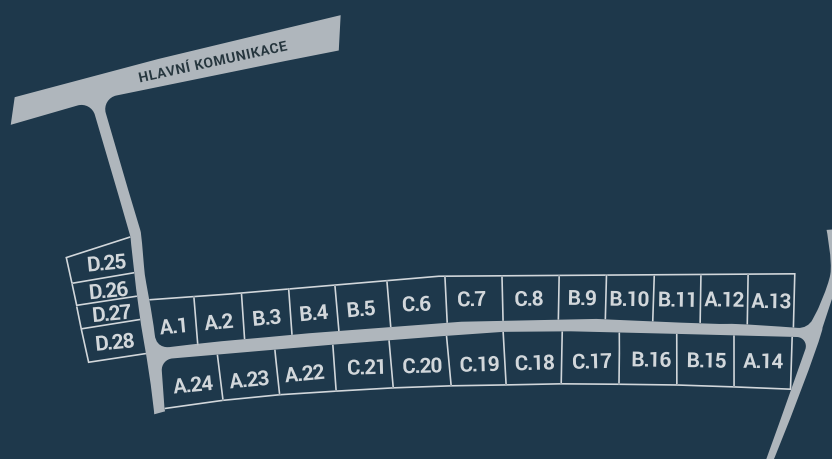 HLAVNÍ KOMUNIKACE
D.25
D.26
D.27
D.28
A.1 A.2 B.3 B.4 B.5 C.6 C.7 C.8 B.9 B.10 B.11 A.12 A.13
A.24 A.23 A.22 C.21 C.20 C.19 C.18 C.17 B.16 B.15 A.14